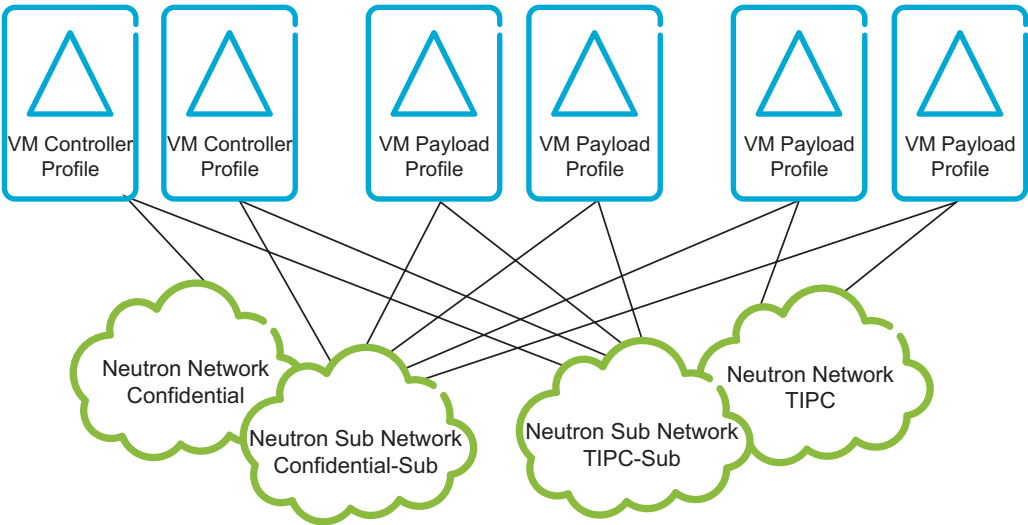 VM Controller
Profile
VM Controller
Profile
VM Payload
Profile
VM Payload
Profile
VM Payload
Profile
VM Payload
Profile
Neutron Network
Confidential
Neutron Sub Network
Confidential-Sub
Neutron Sub Network
TIPC-Sub
Neutron Network
TIPC